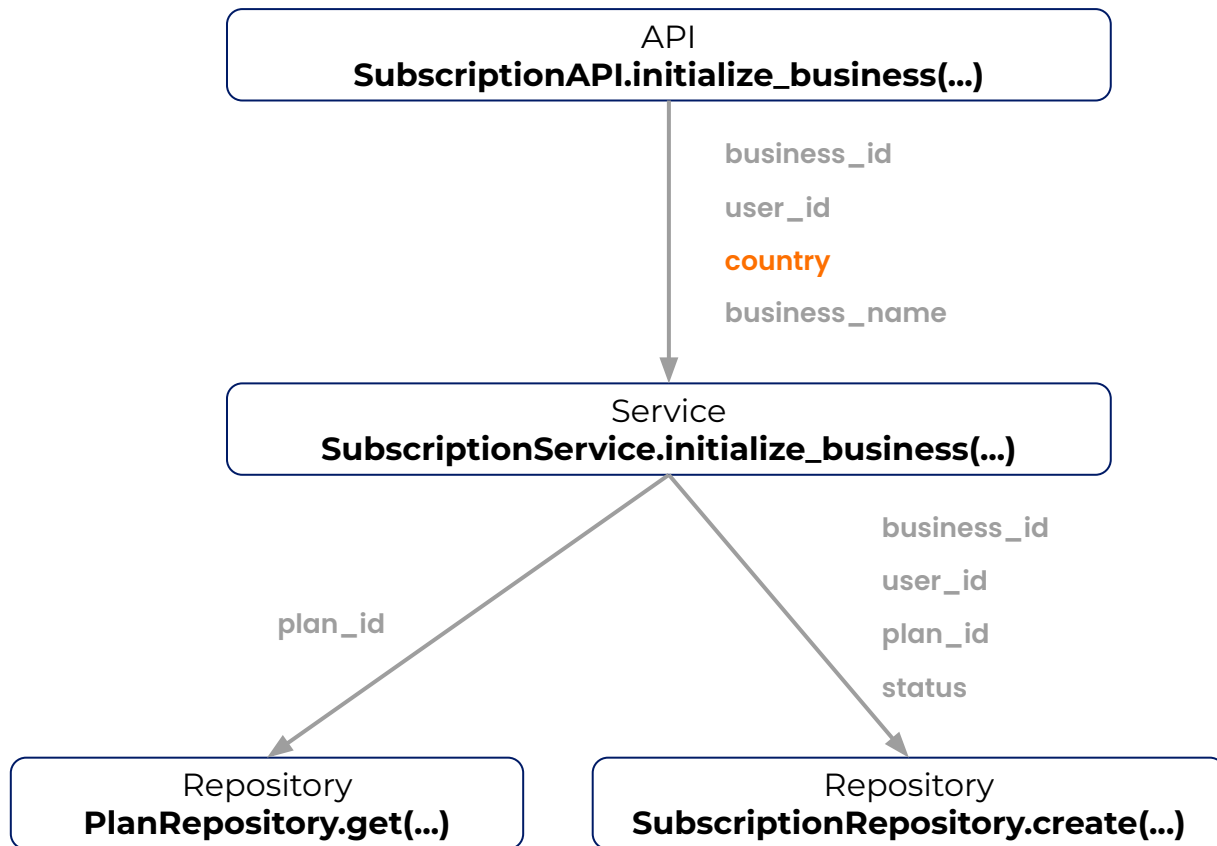 API
SubscriptionAPI.initialize_business(...)
business_id
user_id
country
business_name
Service
SubscriptionService.initialize_business(...)
plan_id
business_id
user_id
plan_id
status
Repository
PlanRepository.get(...)
Repository
SubscriptionRepository.create(...)